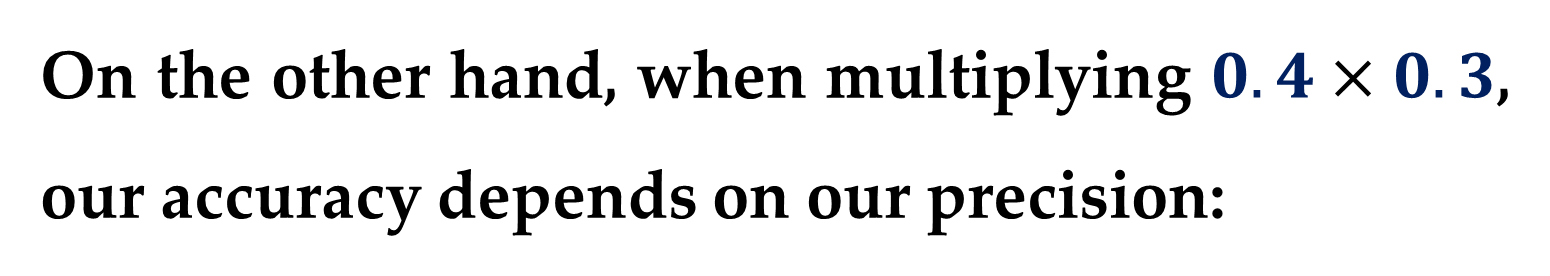 On the other hand, when multiplying 0.4 × 0.3,
our accuracy depends on our precision: